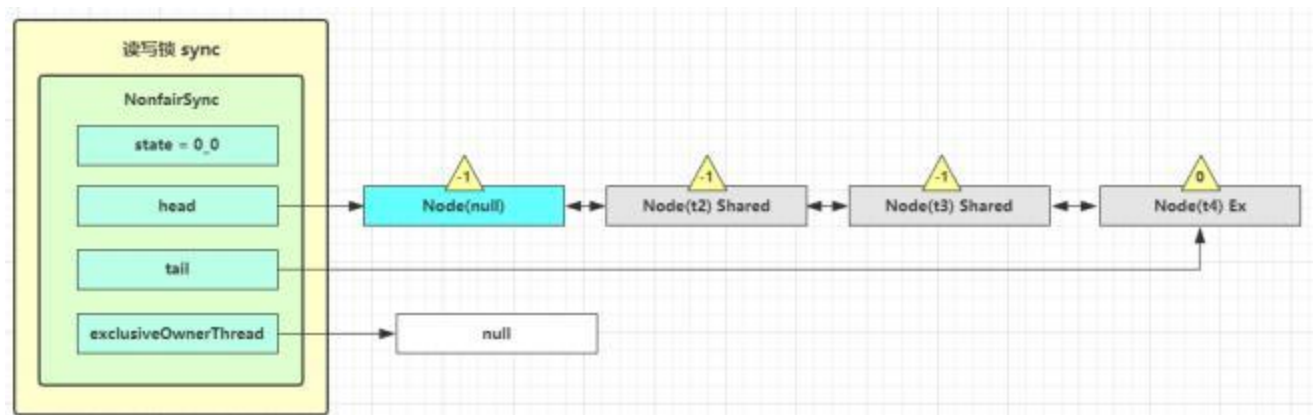 读写锁 sync
NonfairSync
state = 0_0
head
tail
exclusiveOwnerThread
-1
Node(null)
-1
Node(t2) Shared
-1
Node(t3) Shared
0
Node(t4) Ex
null